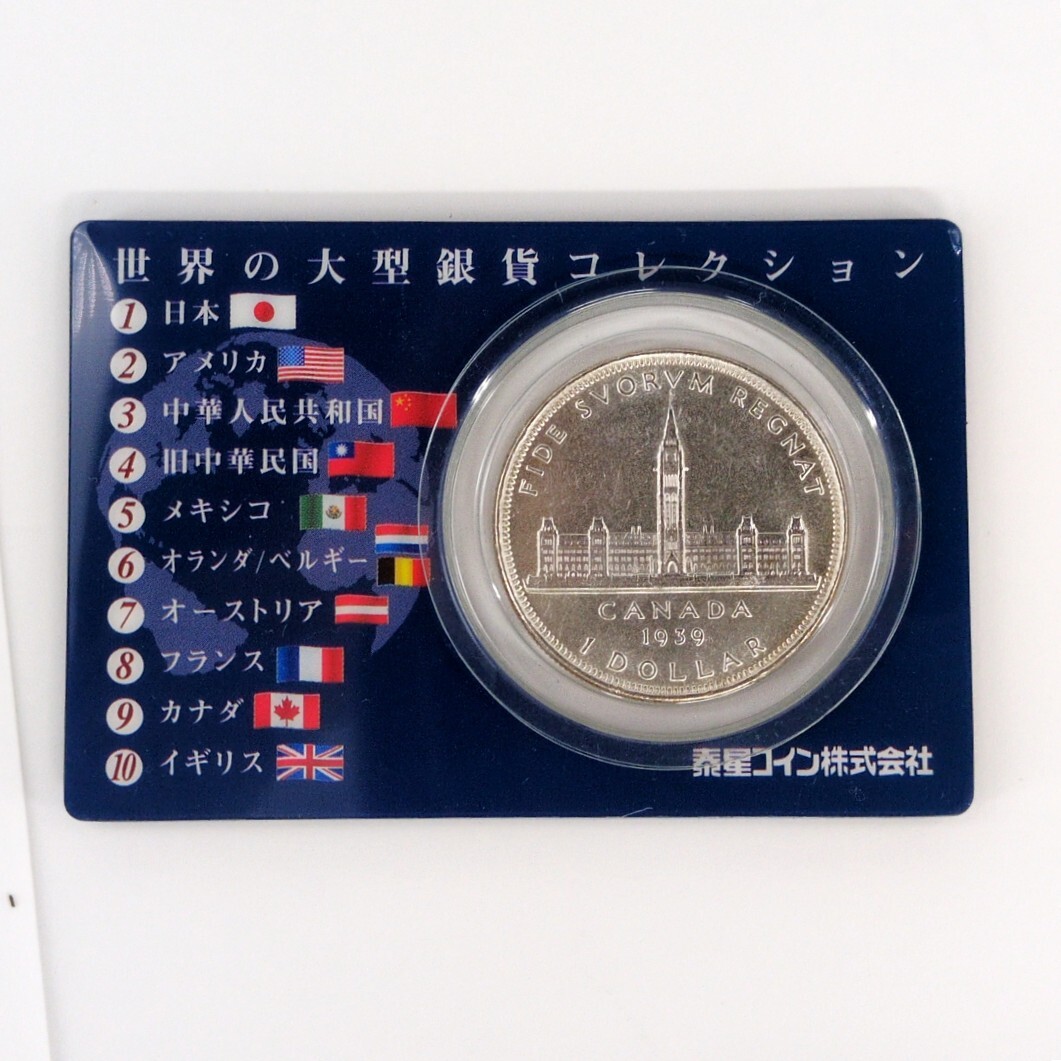 世界の大型銀貨コレクション
1 日本
2 アメリカ
3 中華人民共和国
4 旧中華民国
5 メキシコ
6 オランダ/ベルギー
7 オーストリア
8 フランス
9 カナダ
10 イギリス
FIDE SVORVM REGNAT
CANADA
1939
1 DOLLAR
泰星コイン株式会社